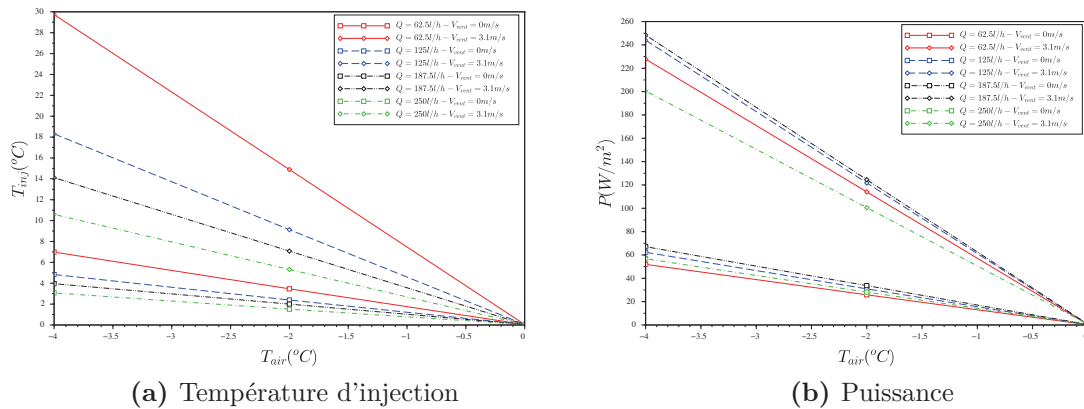 30
28
26
24
22
20
18
16
14
12
10
8
6
4
2
0
T_inj(°C)
−4
−3.5
−3
−2.5
−2
−1.5
−1
−0.5
0
T_air(°C)
Q = 62.5l/h − V_vent = 0m/s
Q = 62.5l/h − V_vent = 3.1m/s
Q = 125l/h − V_vent = 0m/s
Q = 125l/h − V_vent = 3.1m/s
Q = 187.5l/h − V_vent = 0m/s
Q = 187.5l/h − V_vent = 3.1m/s
Q = 250l/h − V_vent = 0m/s
Q = 250l/h − V_vent = 3.1m/s
(a) Température d'injection
260
240
220
200
180
160
140
120
100
80
60
40
20
0
P(W/m²)
−4
−3.5
−3
−2.5
−2
−1.5
−1
−0.5
0
T_air(°C)
Q = 62.5l/h − V_vent = 0m/s
Q = 62.5l/h − V_vent = 3.1m/s
Q = 125l/h − V_vent = 0m/s
Q = 125l/h − V_vent = 3.1m/s
Q = 187.5l/h − V_vent = 0m/s
Q = 187.5l/h − V_vent = 3.1m/s
Q = 250l/h − V_vent = 0m/s
Q = 250l/h − V_vent = 3.1m/s
(b) Puissance